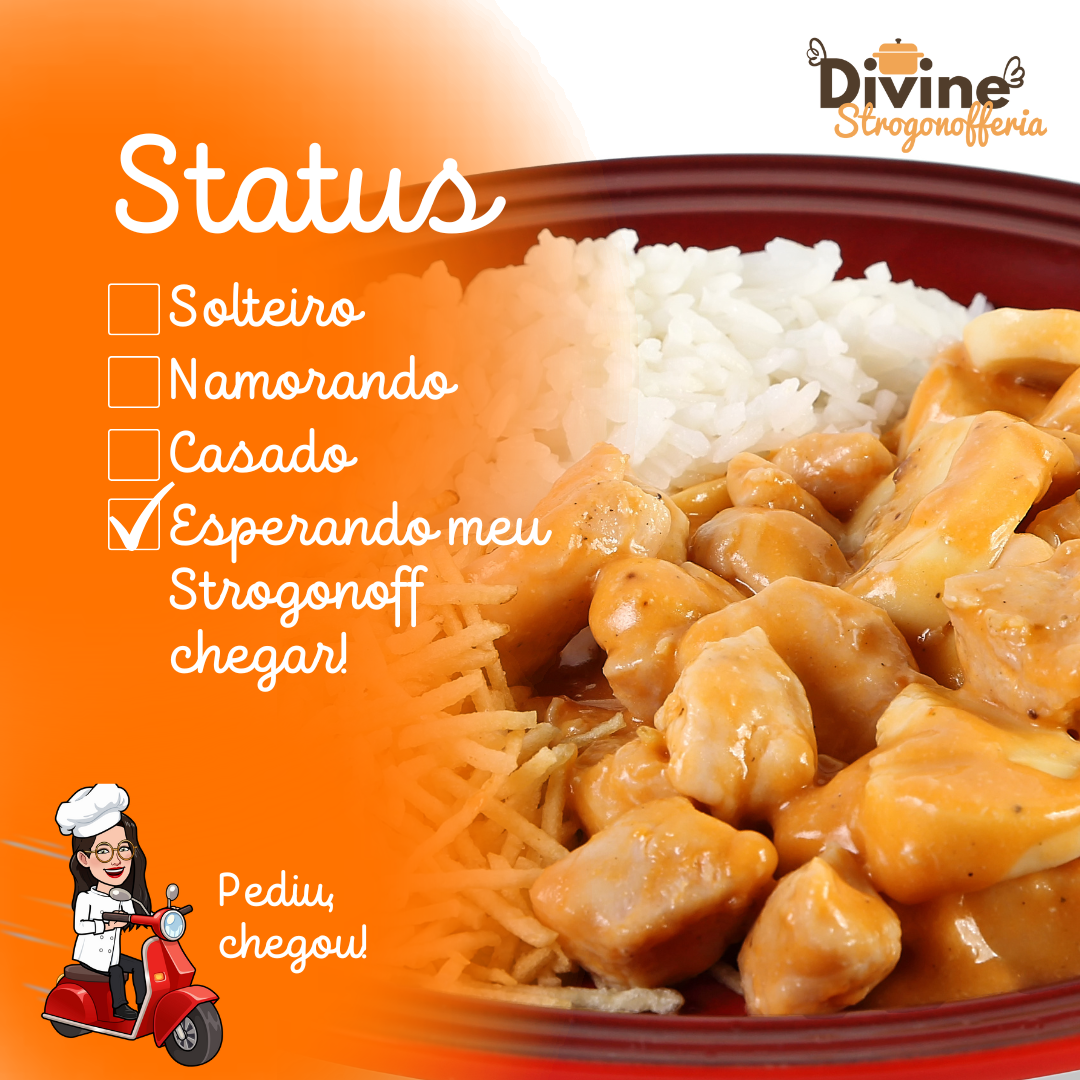 Divine
Strogonofferia
Status
Solteiro
Namorando
Casado
Esperando meu
Strogonoff
chegar!
Pediu,
chegou!